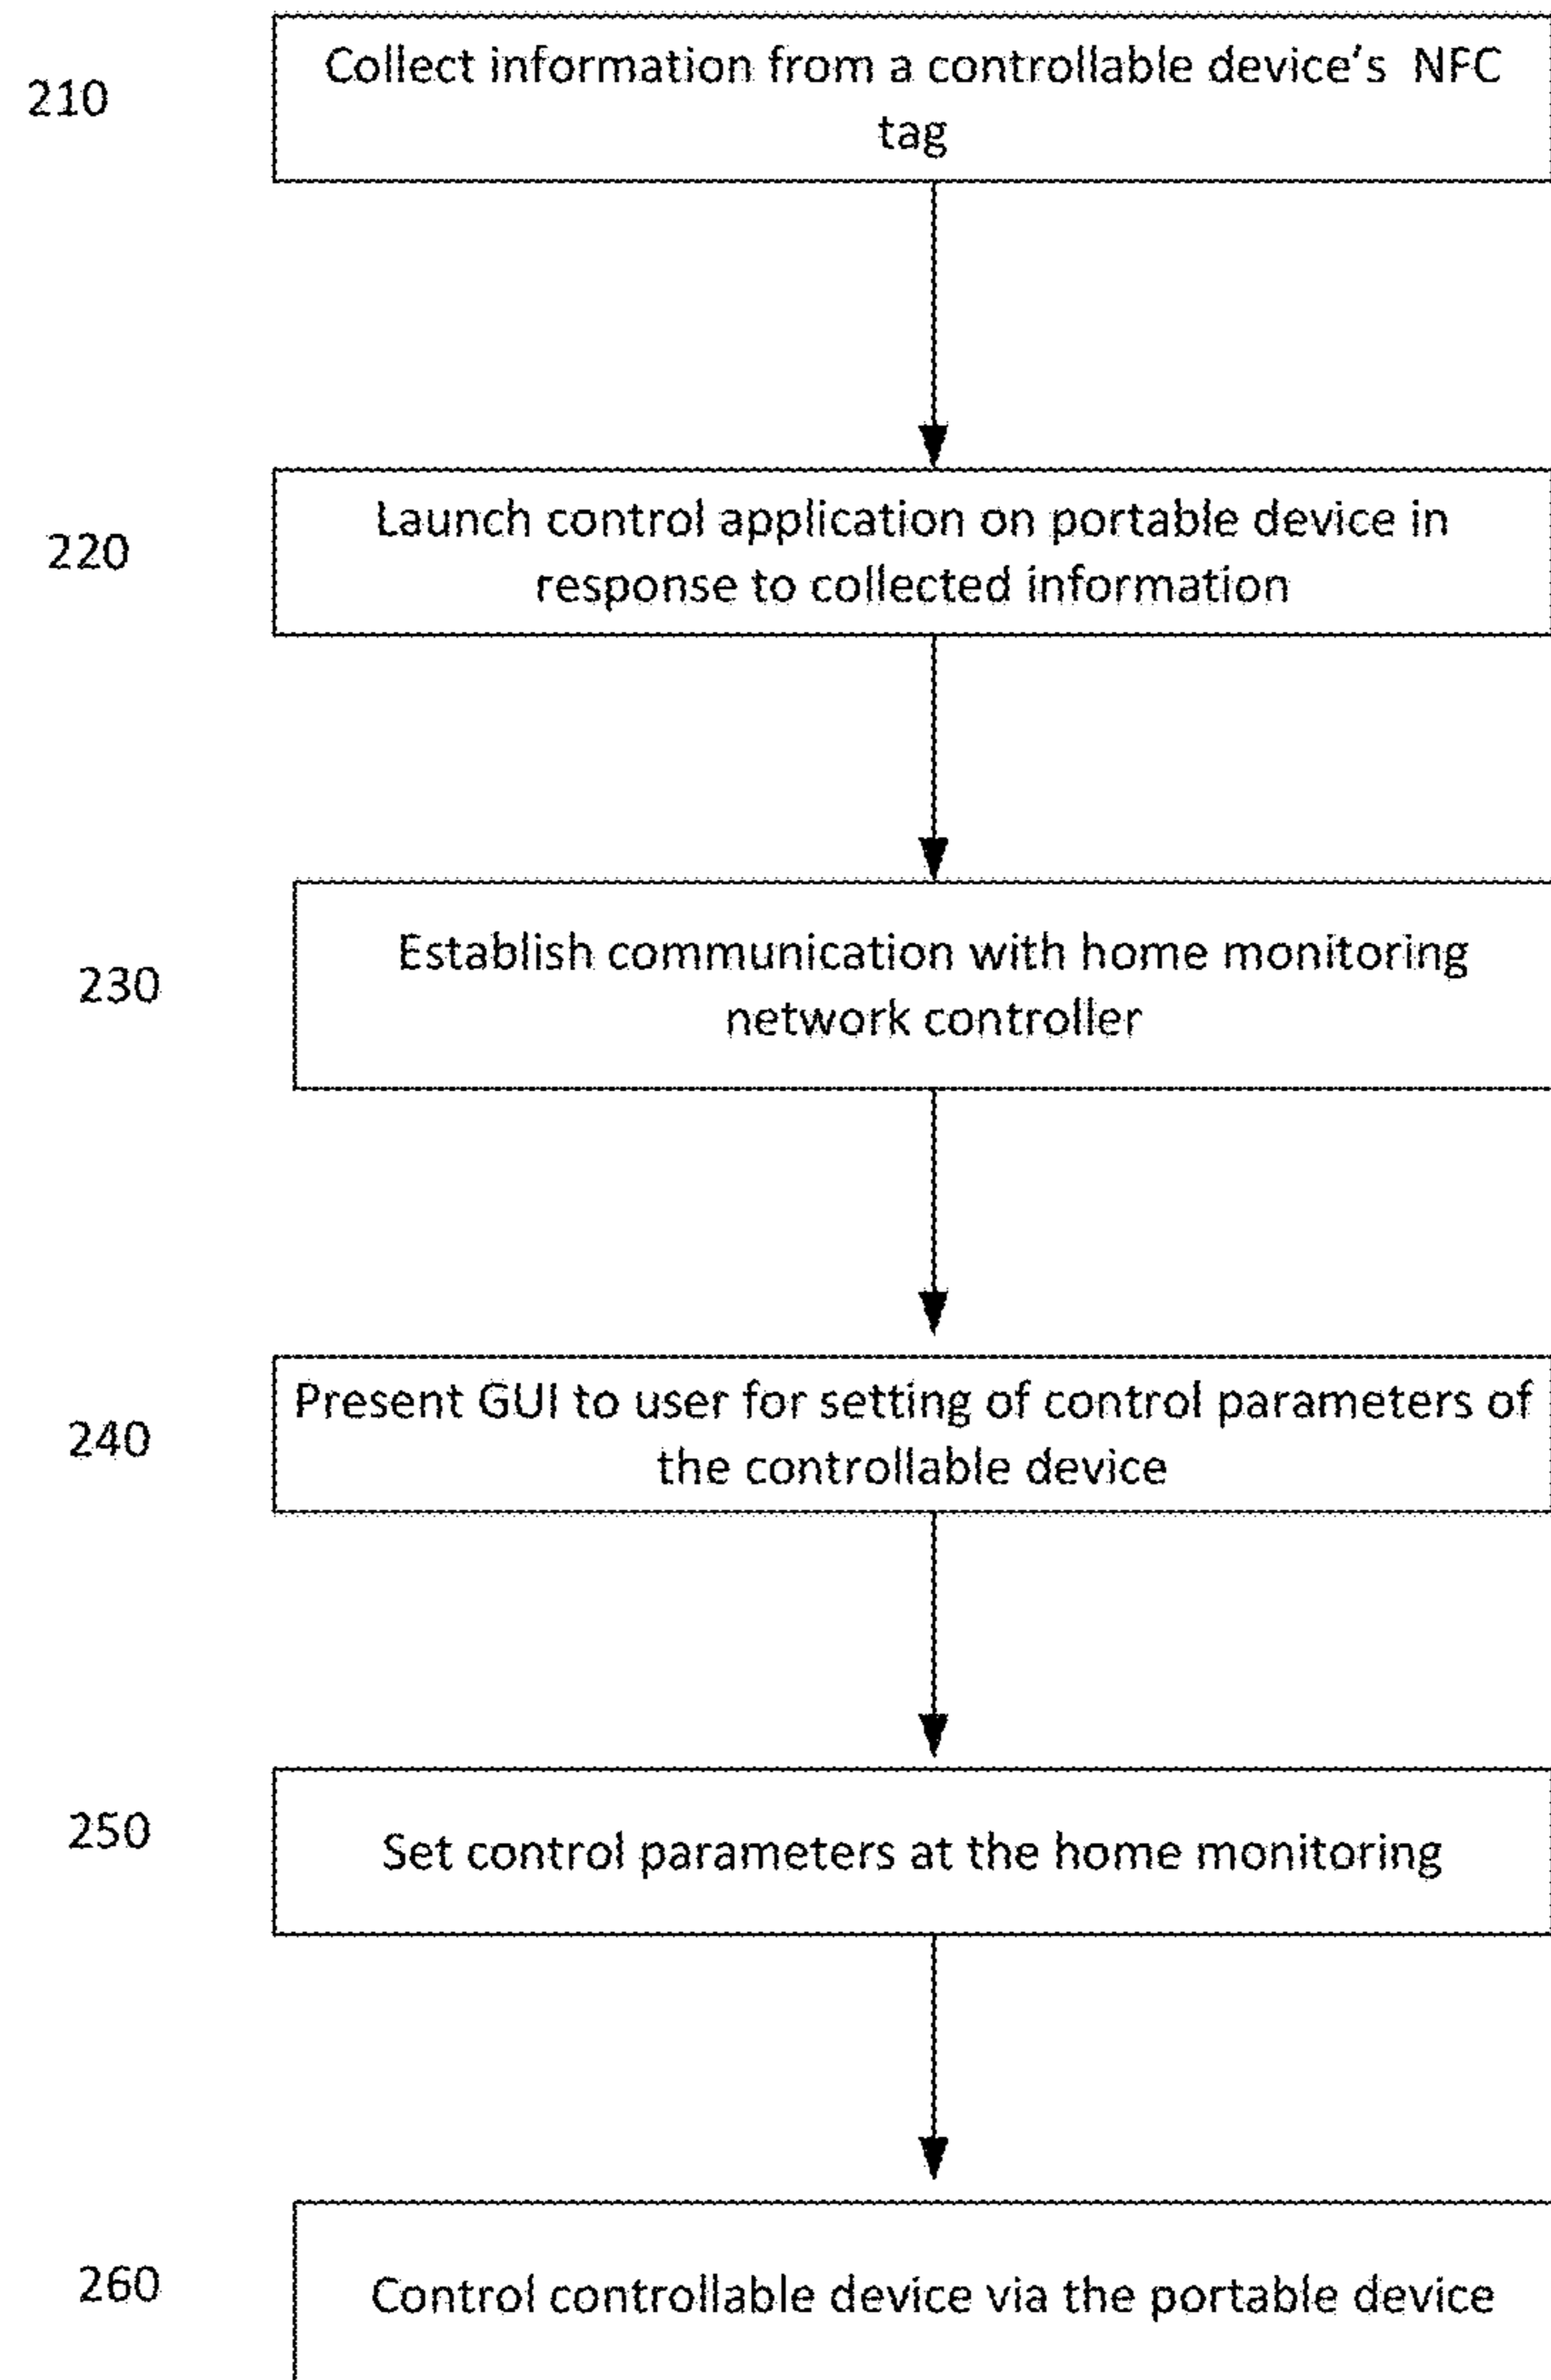 210
Collect information from a controllable device's NFC
tag
220
Launch control application on portable device in
response to collected information
230
Establish communication with home monitoring
network controller
240
Present GUI to user for setting of control parameters of
the controllable device
250
Set control parameters at the home monitoring
260
Control controllable device via the portable device